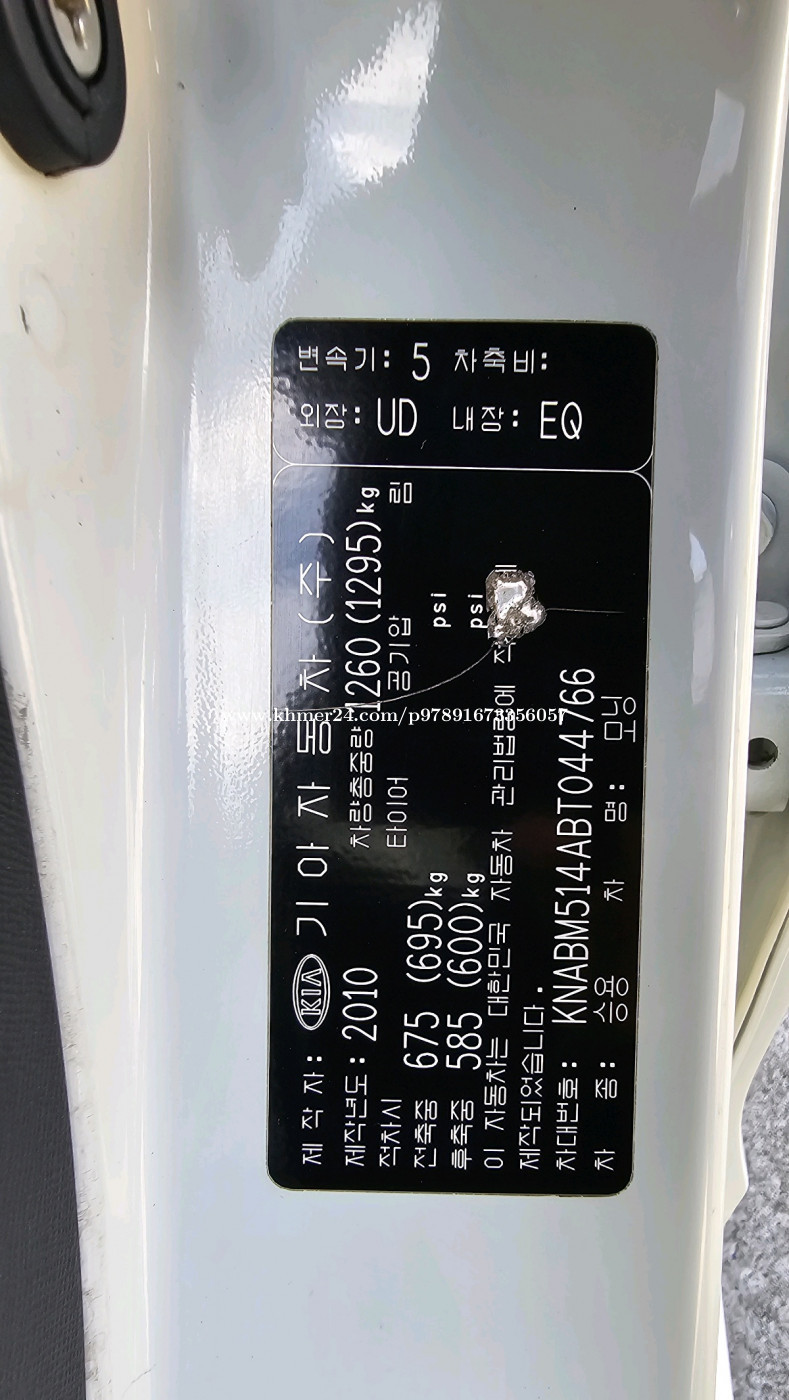 제 작 자: KIA 기 아 자 동 차 (주)
제작년도: 2010 차량총중량 1260 (1295)kg
적차시 타이어 공기압 림
전축중 675 (695)kg psi
후축중 585 (600)kg psi
이 자동차는 대한민국 자동차 관리법령에
제작되었습니다.
차대번호: KNABM514ABT044766
차 종: 승용 차 명: 모닝
변속기: 5 차축비:
외장: UD 내장: EQ
www.khmer24.com/p97891673356057